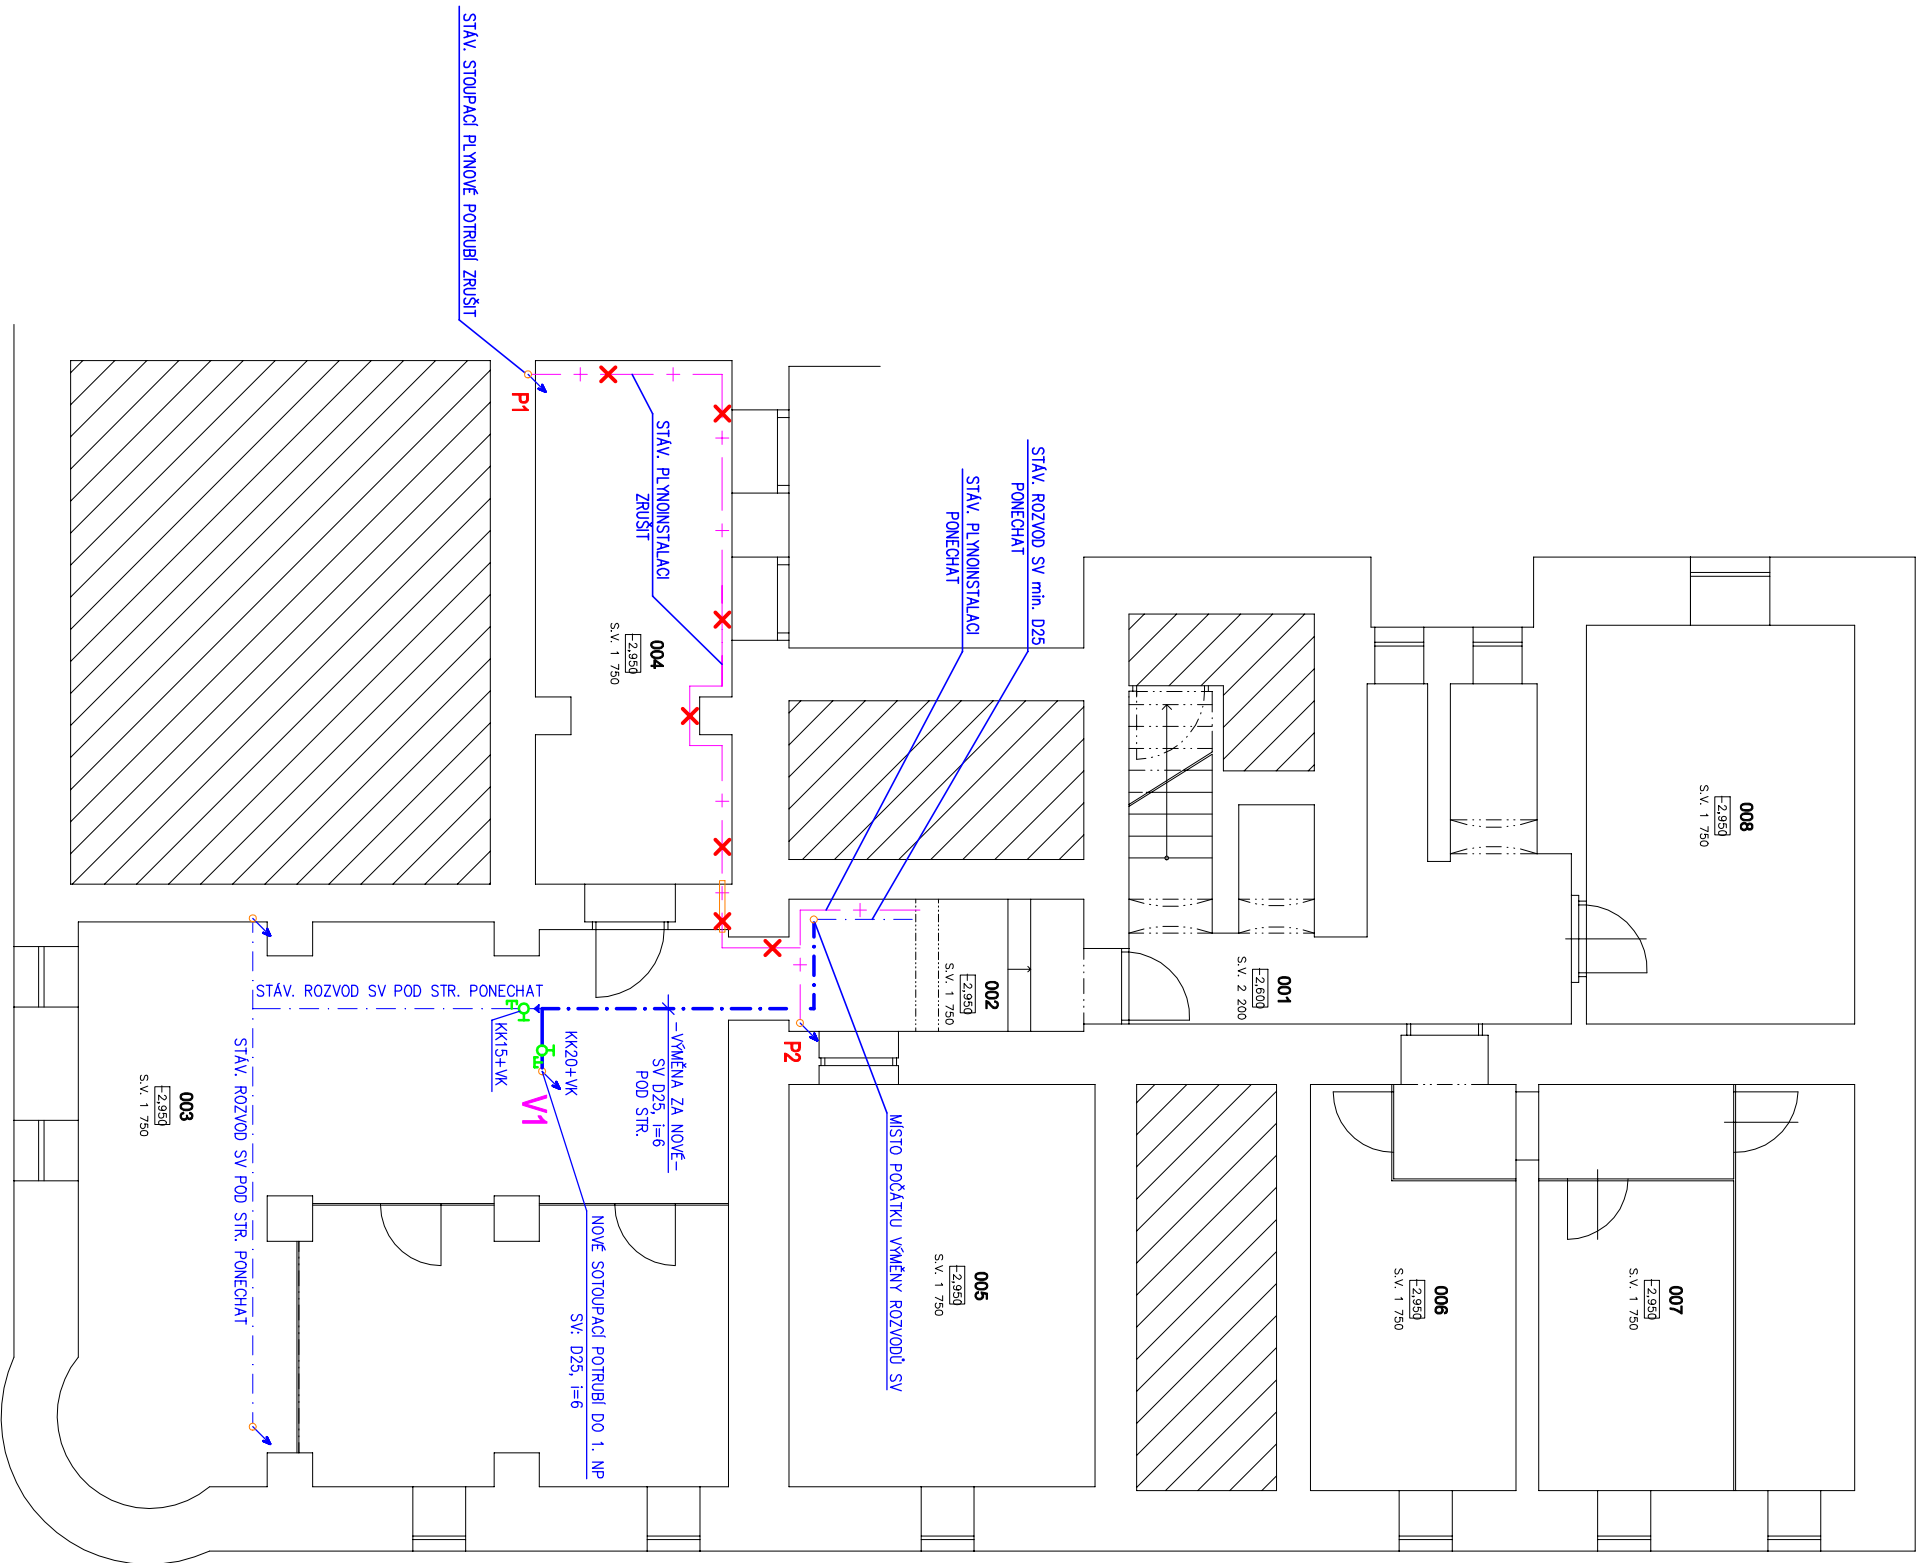 STÁV. STOUPACÍ PLYNOVÉ POTRUBÍ ZRUŠIT
P1
STÁV. PLYNOINSTALACI
ZRUŠIT
STÁV. ROZVOD SV min. D25
PONECHAT
STÁV. PLYNOINSTALACI
PONECHAT
004
-2,950
S.V. 1 750
008
-2,950
S.V. 1 750
002
-2,950
S.V. 1 750
001
-2,600
S.V. 2 200
STÁV. ROZVOD SV POD STR. PONECHAT
KK15+VK
KK20+VK
V1
-VÝMĚNA ZA NOVÉ-
SV D25, i=6
POD STR.
P2
MÍSTO POČÁTKU VÝMĚNY ROZVODŮ SV
STÁV. ROZVOD SV POD STR. PONECHAT
003
-2,950
S.V. 1 750
NOVÉ SOTOUPACÍ POTRUBÍ DO 1. NP
SV: D25, i=6
005
-2,950
S.V. 1 750
006
-2,950
S.V. 1 750
007
-2,950
S.V. 1 750